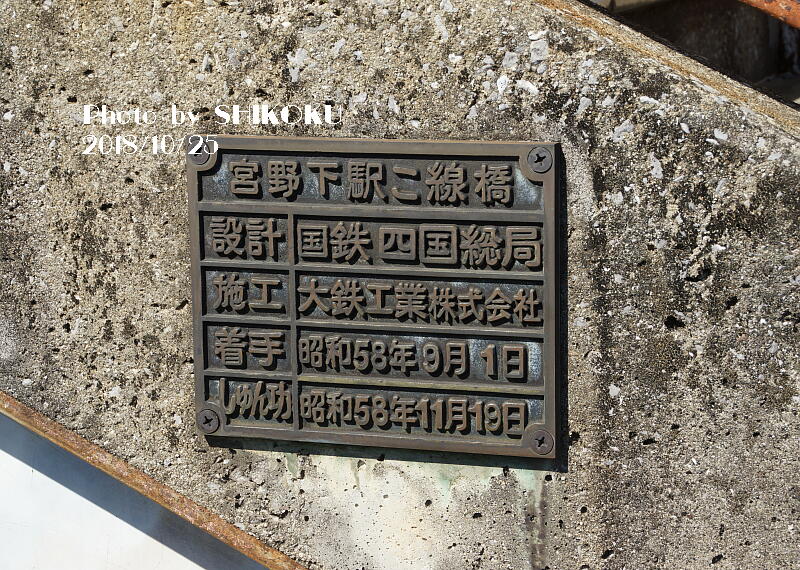 Photo by SHIKOKU
2018/10/25
宮野下駅こ線橋
設計 国鉄四国総局
施工 大鉄工業株式会社
着手 昭和58年9月1日
しゅん功 昭和58年11月19日